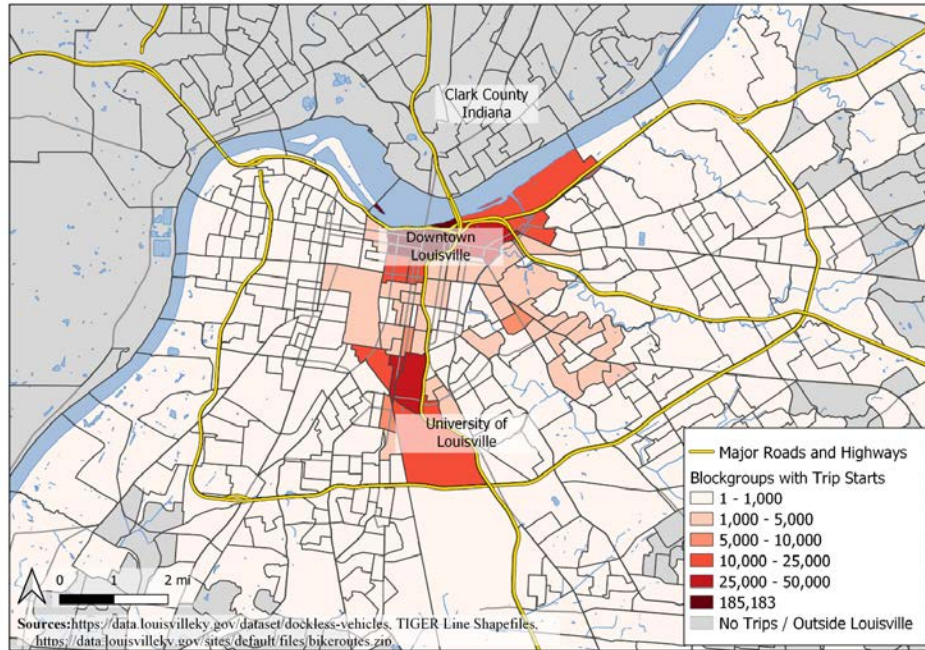 Clark County
Indiana
Downtown
Louisville
University of
Louisville
Major Roads and Highways
Blockgroups with Trip Starts
1 - 1,000
1,000 - 5,000
5,000 - 10,000
10,000 - 25,000
25,000 - 50,000
185,183
No Trips / Outside Louisville
0 1 2 mi
Sources:https://data.louisvilleky.gov/dataset/dockless-vehicles, TIGER Line Shapefiles,
https://data.louisvilleky.gov/sites/default/files/bikeroutes.zip